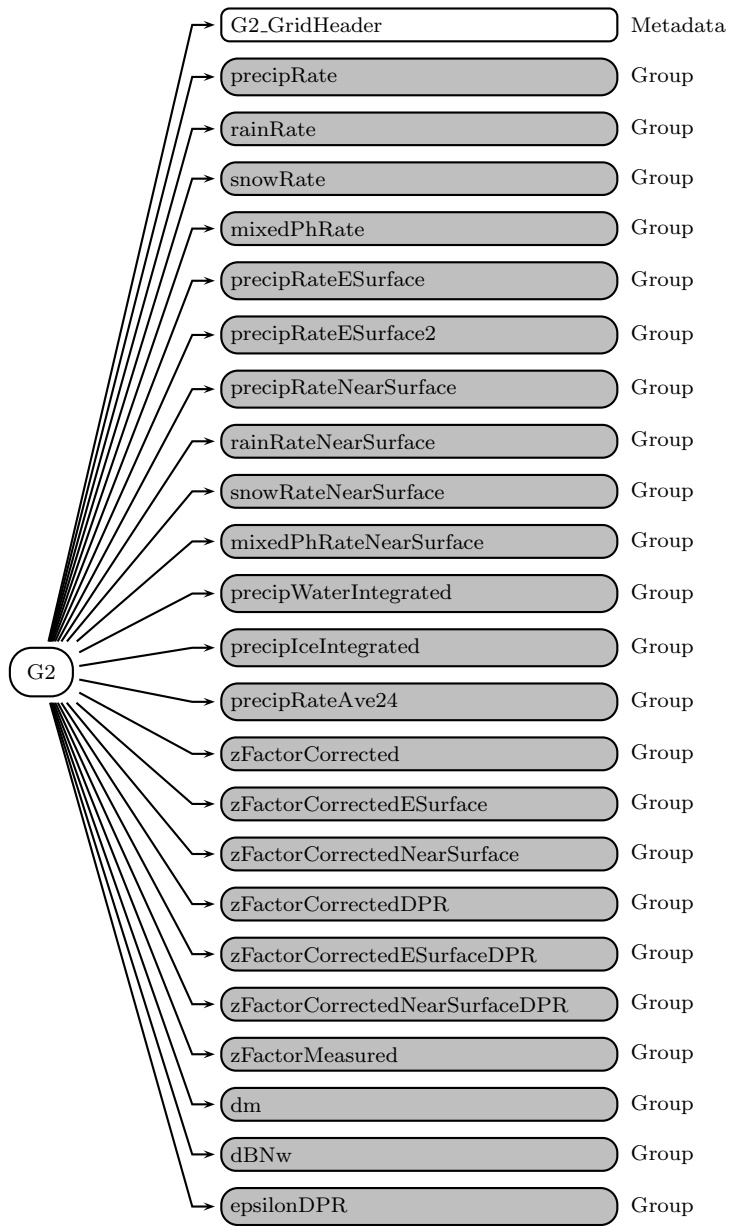 G2_GridHeader Metadata
precipRate Group
rainRate Group
snowRate Group
mixedPhRate Group
precipRateESurface Group
precipRateESurface2 Group
precipRateNearSurface Group
rainRateNearSurface Group
snowRateNearSurface Group
mixedPhRateNearSurface Group
precipWaterIntegrated Group
precipIceIntegrated Group
G2
precipRateAve24 Group
zFactorCorrected Group
zFactorCorrectedESurface Group
zFactorCorrectedNearSurface Group
zFactorCorrectedDPR Group
zFactorCorrectedESurfaceDPR Group
zFactorCorrectedNearSurfaceDPR Group
zFactorMeasured Group
dm Group
dBNw Group
epsilonDPR Group